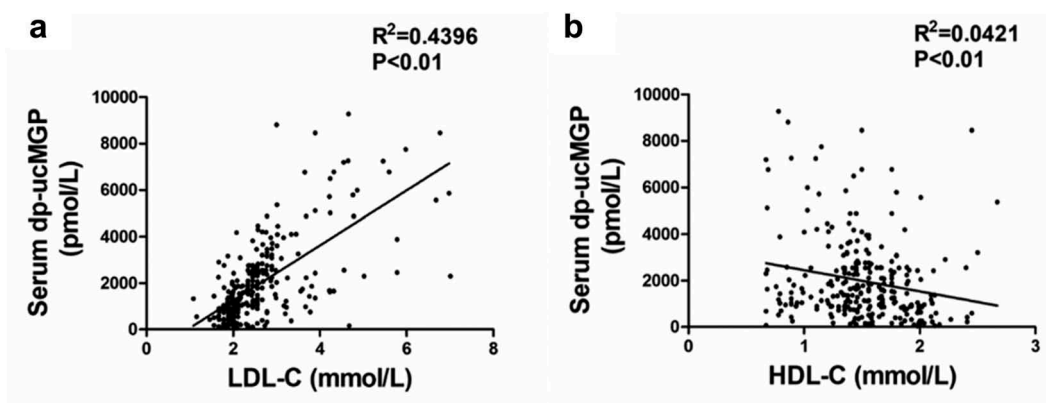 a
R²=0.4396
P<0.01
10000
8000
6000
4000
2000
0
Serum dp-ucMGP
(pmol/L)
0
2
4
6
8
LDL-C (mmol/L)
b
R²=0.0421
P<0.01
10000
8000
6000
4000
2000
0
Serum dp-ucMGP
(pmol/L)
0
1
2
3
HDL-C (mmol/L)